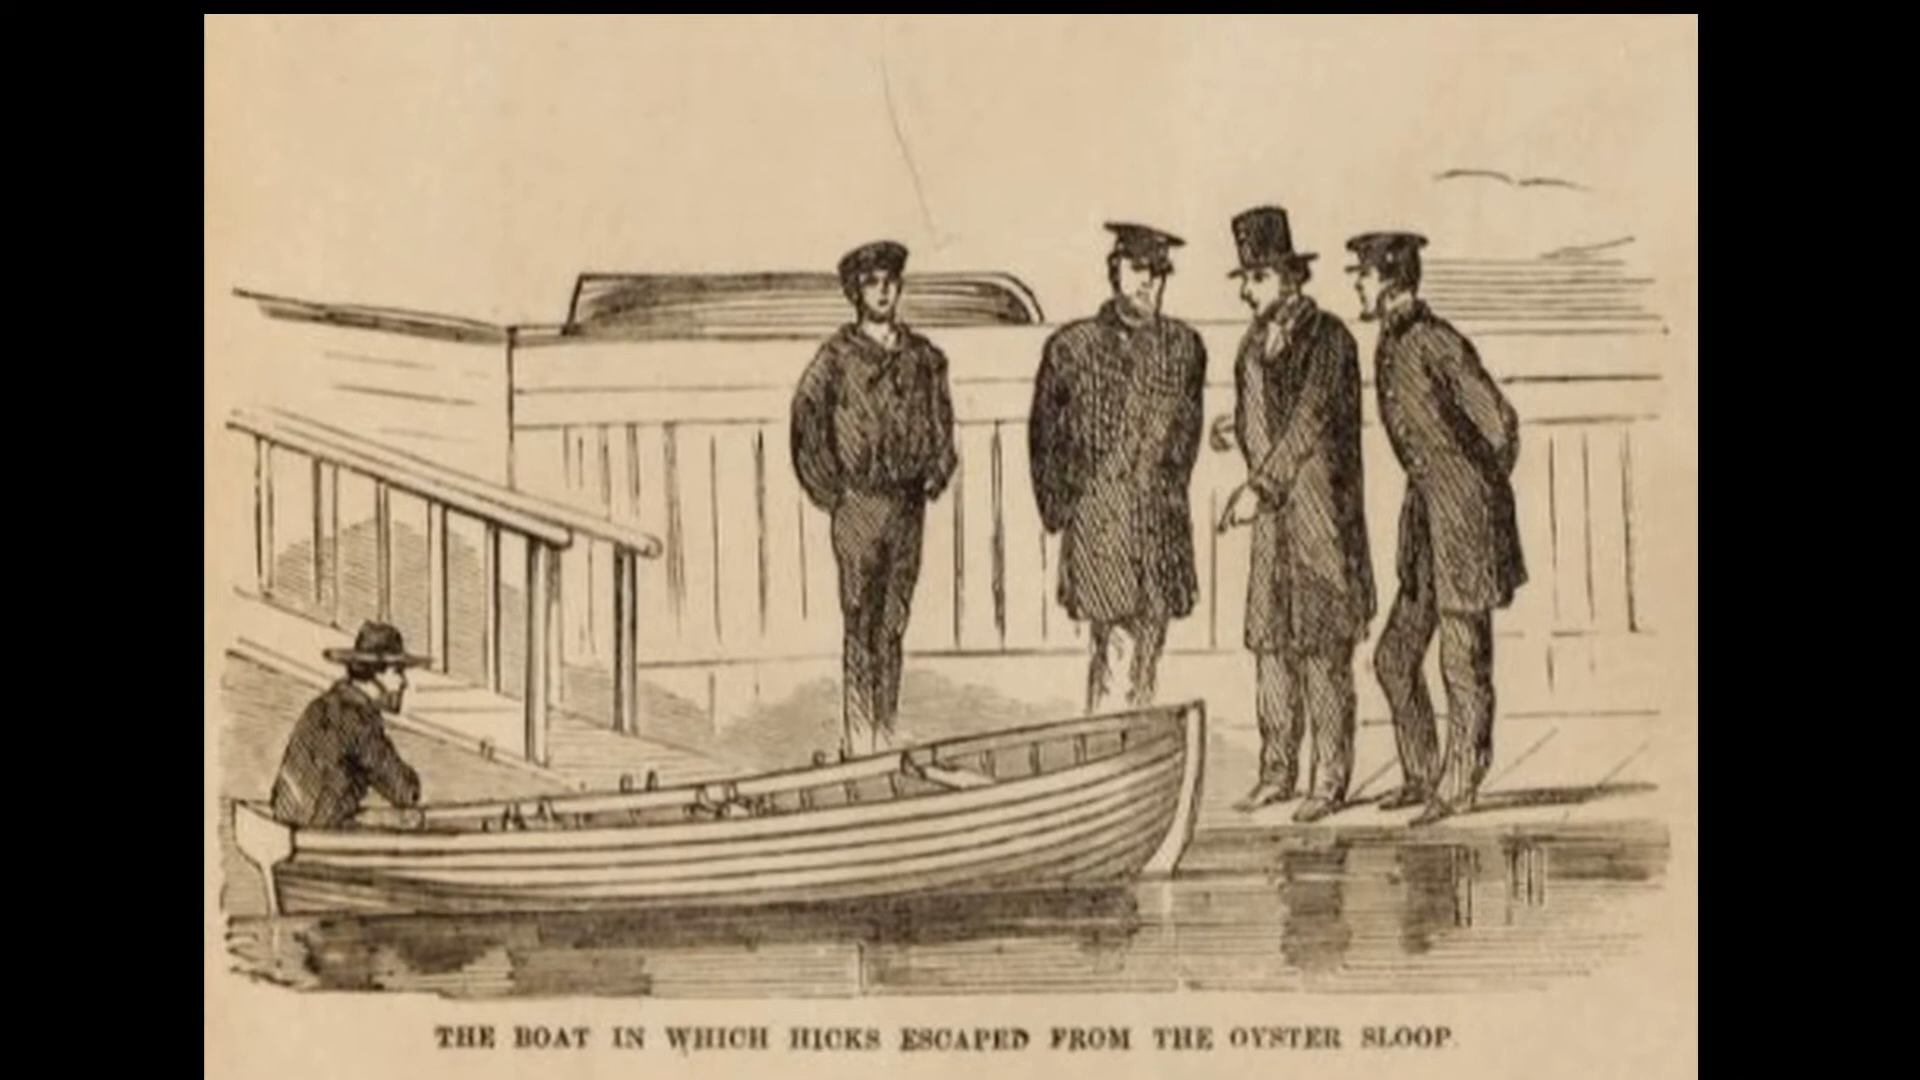 THE BOAT IN WHICH HICKS ESCAPED FROM THE OYSTER SLOOP.